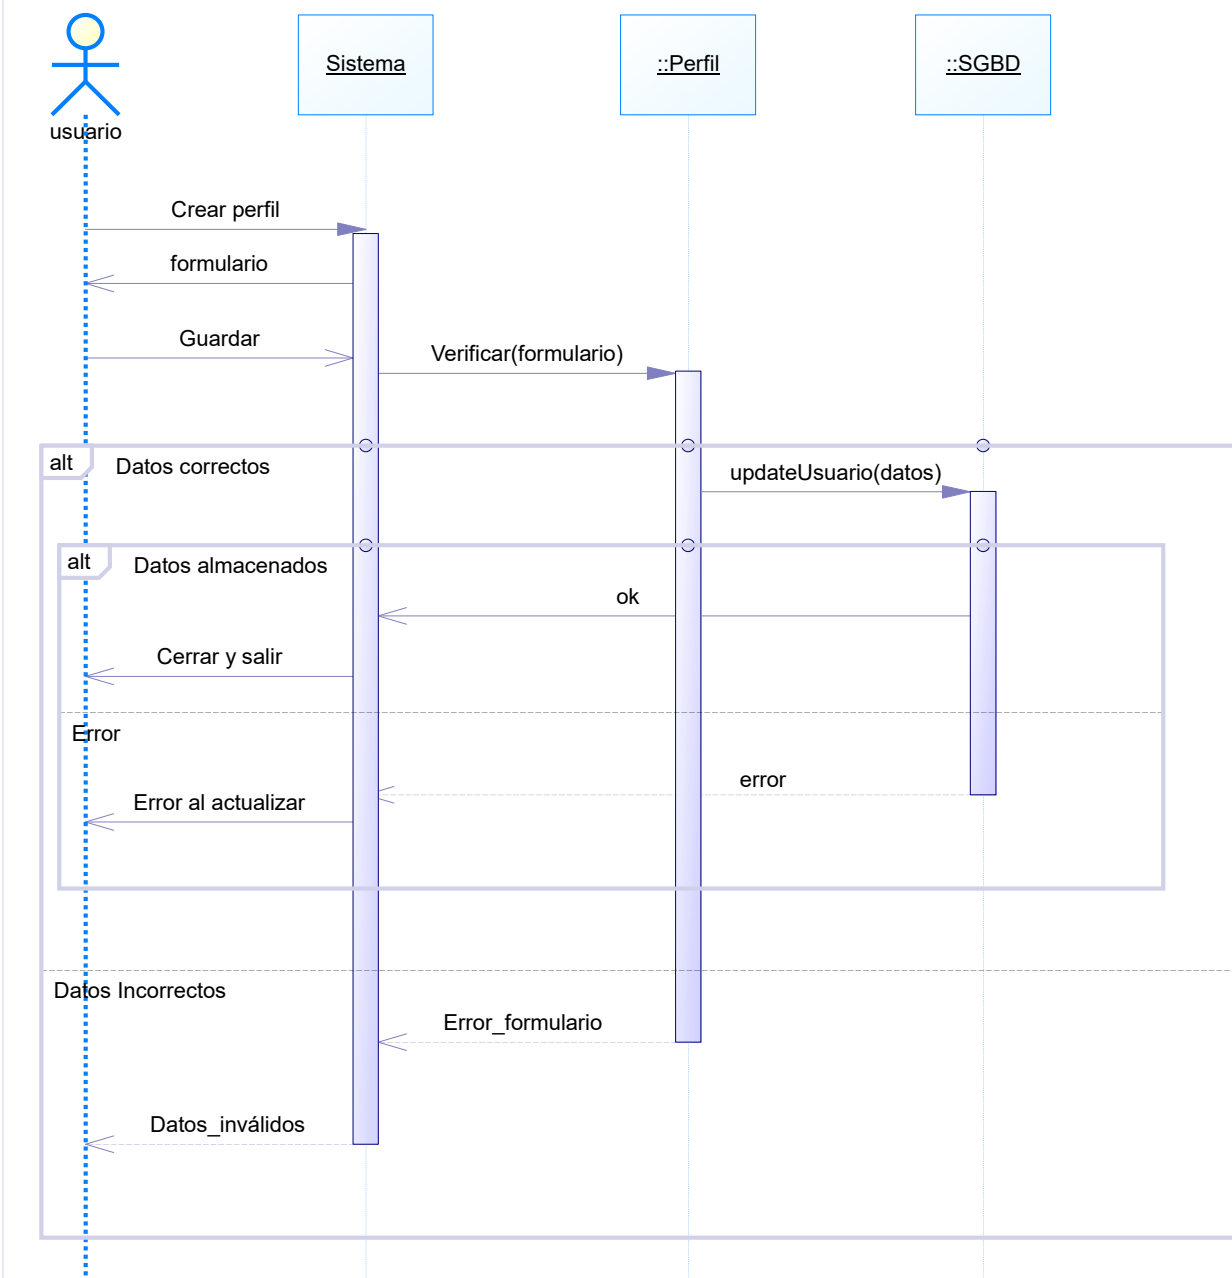 usuario
Sistema
::Perfil
::SGBD
Crear perfil
formulario
Guardar
Verificar(formulario)
alt
Datos correctos
updateUsuario(datos)
alt
Datos almacenados
ok
Cerrar y salir
Error
error
Error al actualizar
Datos Incorrectos
Error_formulario
Datos_inválidos